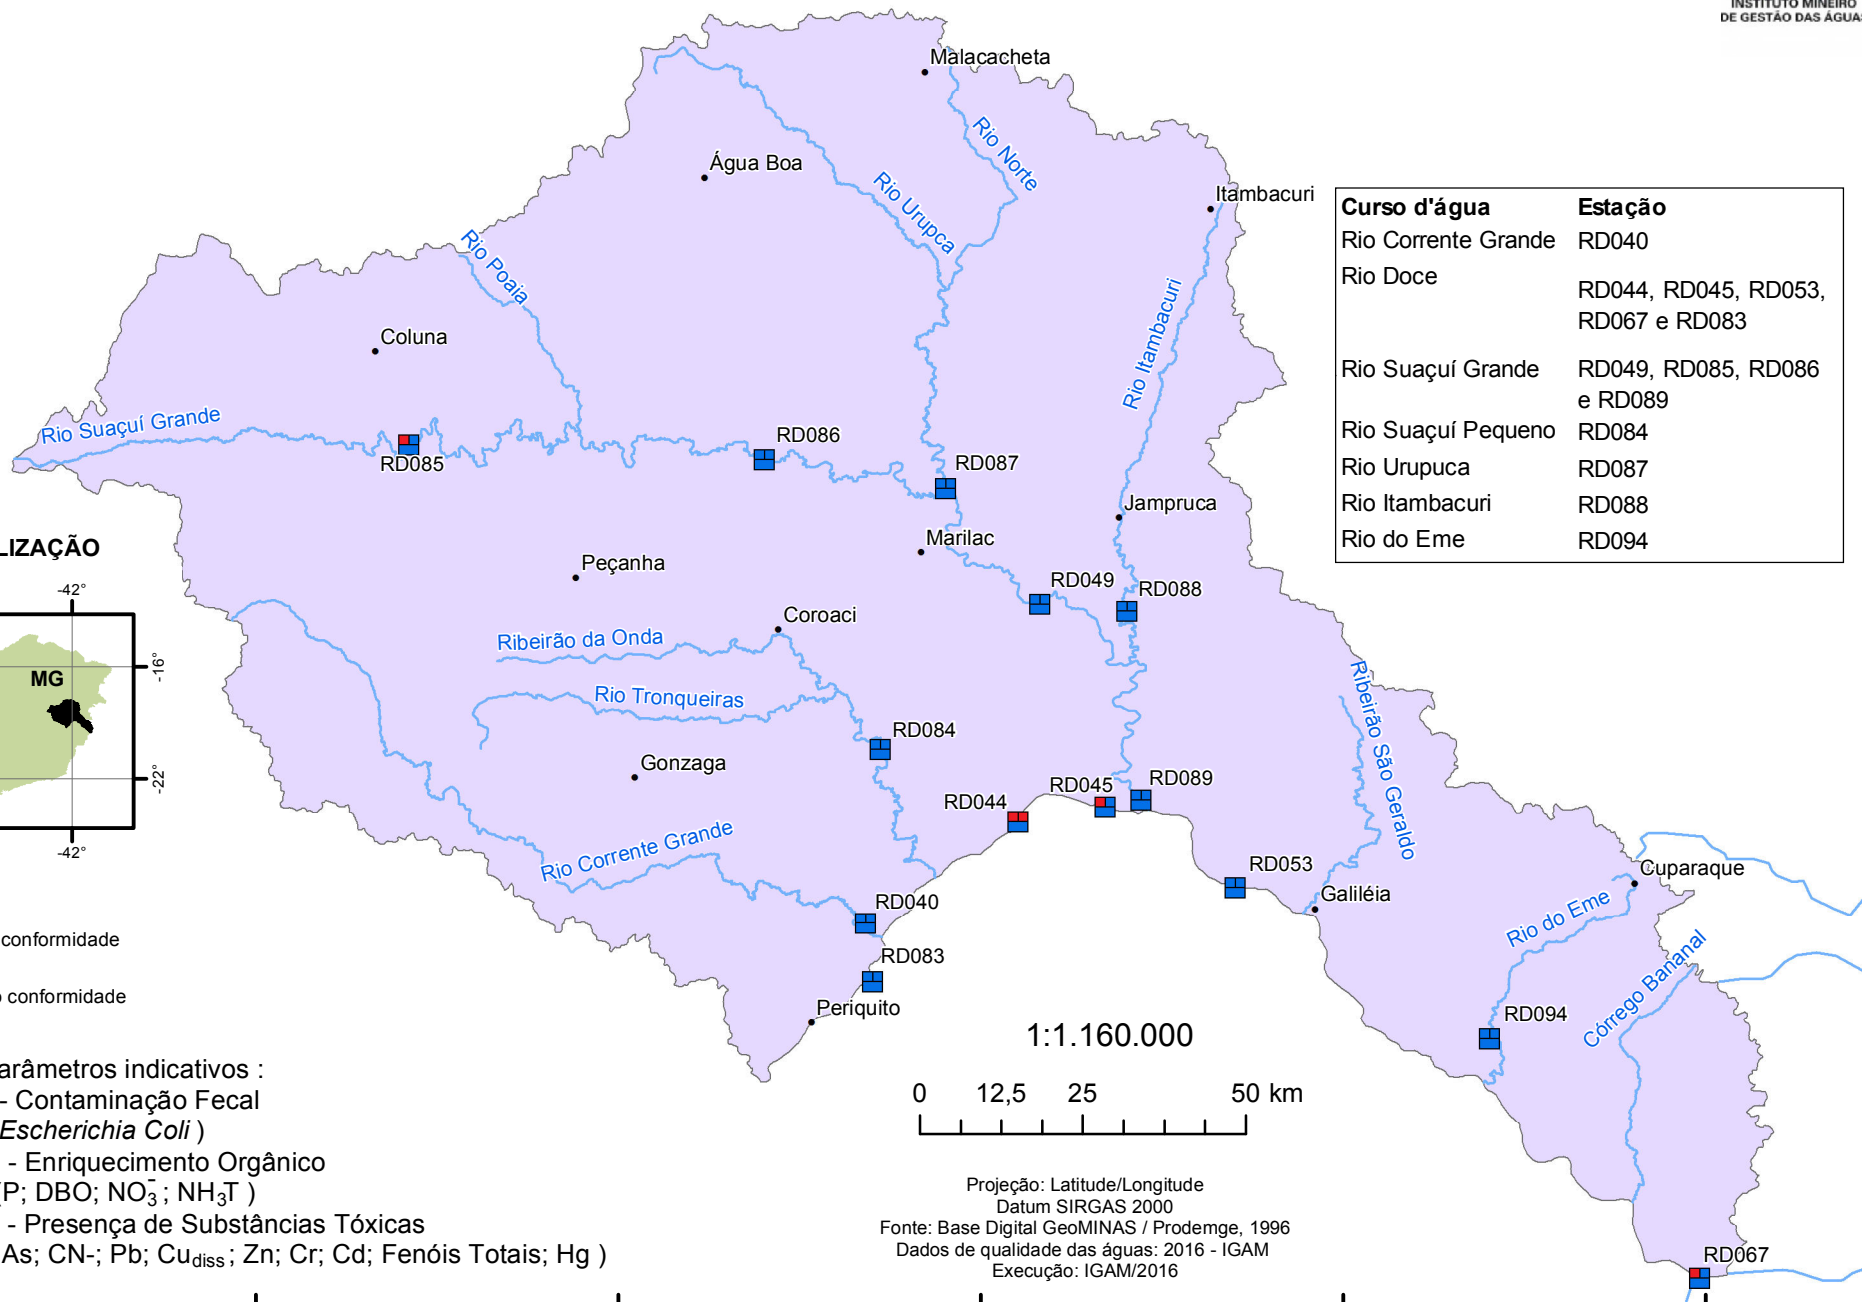 INSTITUTO MINEIRO
DE GESTÃO DAS ÁGUAS
Malacacheta
Rio Norte
Água Boa
Rio Urupca
Itambacuri
Rio Poaia
Coluna
Rio Itambacuri
Rio Suaçuí Grande
RD085
RD086
RD087
Jampruca
Marilac
Peçanha
RD049
RD088
Coroaci
Ribeirão da Onda
Rio Tronqueiras
RD084
Gonzaga
Ribeirão São Geraldo
RD044
RD045
RD089
Rio Corrente Grande
RD053
Galiléia
Cuparaque
RD040
Rio do Eme
RD083
Córrego Bananal
Periquito
RD094
RD067
Curso d'água Estação
Rio Corrente Grande RD040
Rio Doce
RD044, RD045, RD053,
RD067 e RD083
Rio Suaçuí Grande RD049, RD085, RD086
e RD089
Rio Suaçuí Pequeno RD084
Rio Urupuca RD087
Rio Itambacuri RD088
Rio do Eme RD094
LIZAÇÃO
-42°
MG
-16°
-22°
-42°
conformidade
o conformidade
arâmetros indicativos :
- Contaminação Fecal
Escherichia Coli )
- Enriquecimento Orgânico
(P; DBO; NO₃⁻; NH₃T )
- Presença de Substâncias Tóxicas
As; CN-; Pb; Cu diss; Zn; Cr; Cd; Fenóis Totais; Hg )
1:1.160.000
0 12,5 25 50 km
Projeção: Latitude/Longitude
Datum SIRGAS 2000
Fonte: Base Digital GeoMINAS / Prodemge, 1996
Dados de qualidade das águas: 2016 - IGAM
Execução: IGAM/2016